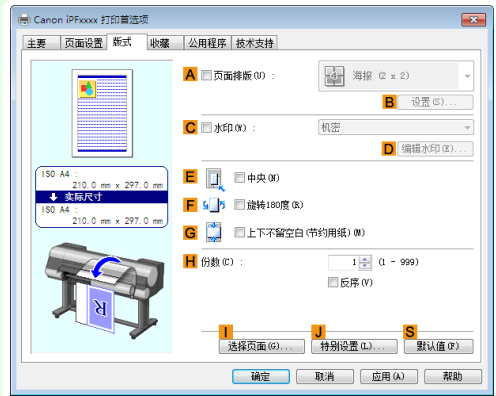 Canon iPFxxxx 打印首选项
主要 页面设置 版式 收藏 公用程序 技术支持
A 页面排版(U) : 海报 (2 x 2)
B 设置(S)...
C 水印(W) : 机密
D 编辑水印(E)...
ISO A4 :
210.0 mm x 297.0 mm
实际尺寸
ISO A4 :
210.0 mm x 297.0 mm
E 中央(N)
F 旋转180度(R)
G 上下不留空白(节约用纸)(M)
H 份数(C) : 1 (1 - 999)
反序(V)
R
I J S
选择页面(G)... 特别设置(L)... 默认值(F)
确定 取消 应用(A) 帮助